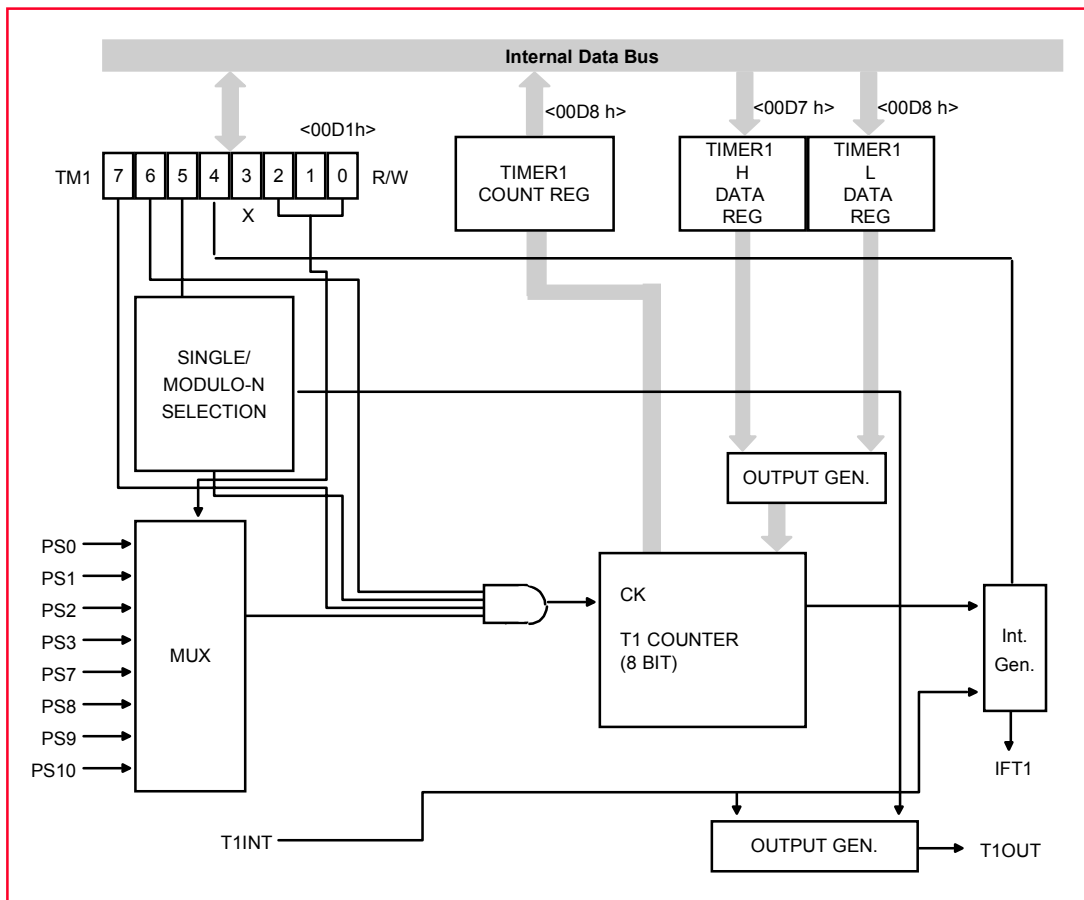 Internal Data Bus
<00D1h>
<00D8 h>
<00D7 h>
<00D8 h>
TM1 7 6 5 4 3 2 1 0 R/W
X
TIMER1
COUNT REG
TIMER1
H
DATA
REG
TIMER1
L
DATA
REG
SINGLE/
MODULO-N
SELECTION
OUTPUT GEN.
PS0
PS1
PS2
PS3
PS7
PS8
PS9
PS10
MUX
CK
T1 COUNTER
(8 BIT)
Int.
Gen.
IFT1
T1INT
OUTPUT GEN.
T1OUT